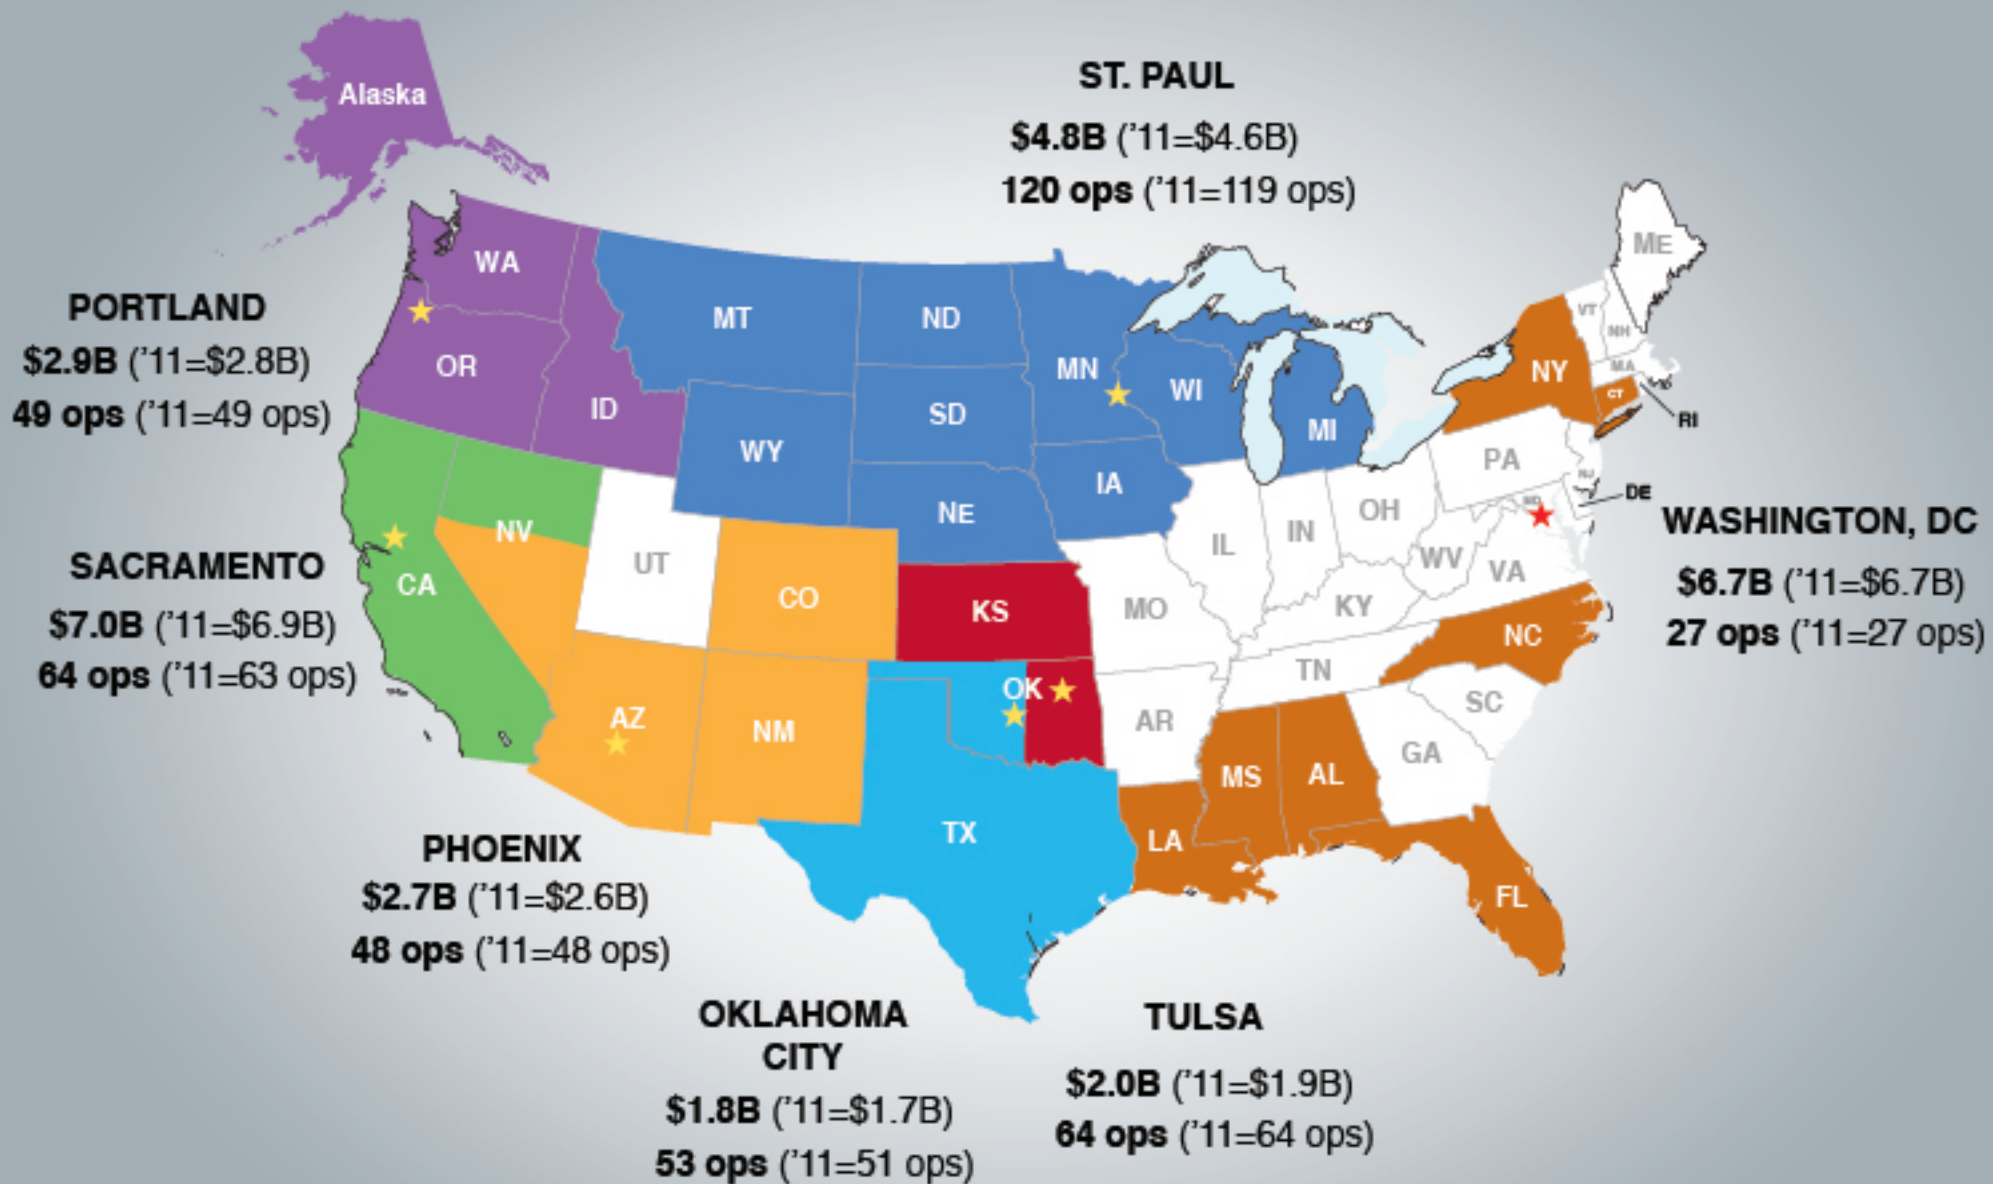 Alaska
ST. PAUL
$4.8B ('11=$4.6B)
120 ops ('11=119 ops)
PORTLAND
$2.9B ('11=$2.8B)
49 ops ('11=49 ops)
SACRAMENTO
$7.0B ('11=$6.9B)
64 ops ('11=63 ops)
WASHINGTON, DC
$6.7B ('11=$6.7B)
27 ops ('11=27 ops)
PHOENIX
$2.7B ('11=$2.6B)
48 ops ('11=48 ops)
OKLAHOMA
CITY
$1.8B ('11=$1.7B)
53 ops ('11=51 ops)
TULSA
$2.0B ('11=$1.9B)
64 ops ('11=64 ops)
WA
OR
ID
MT
ND
SD
WY
NE
MN
WI
MI
IA
CA
NV
UT
CO
AZ
NM
KS
OK
TX
MO
AR
LA
MS
AL
GA
FL
SC
NC
TN
KY
IL
IN
OH
WV
VA
PA
NY
ME
VT
NH
MA
CT
RI
NJ
DE
MD